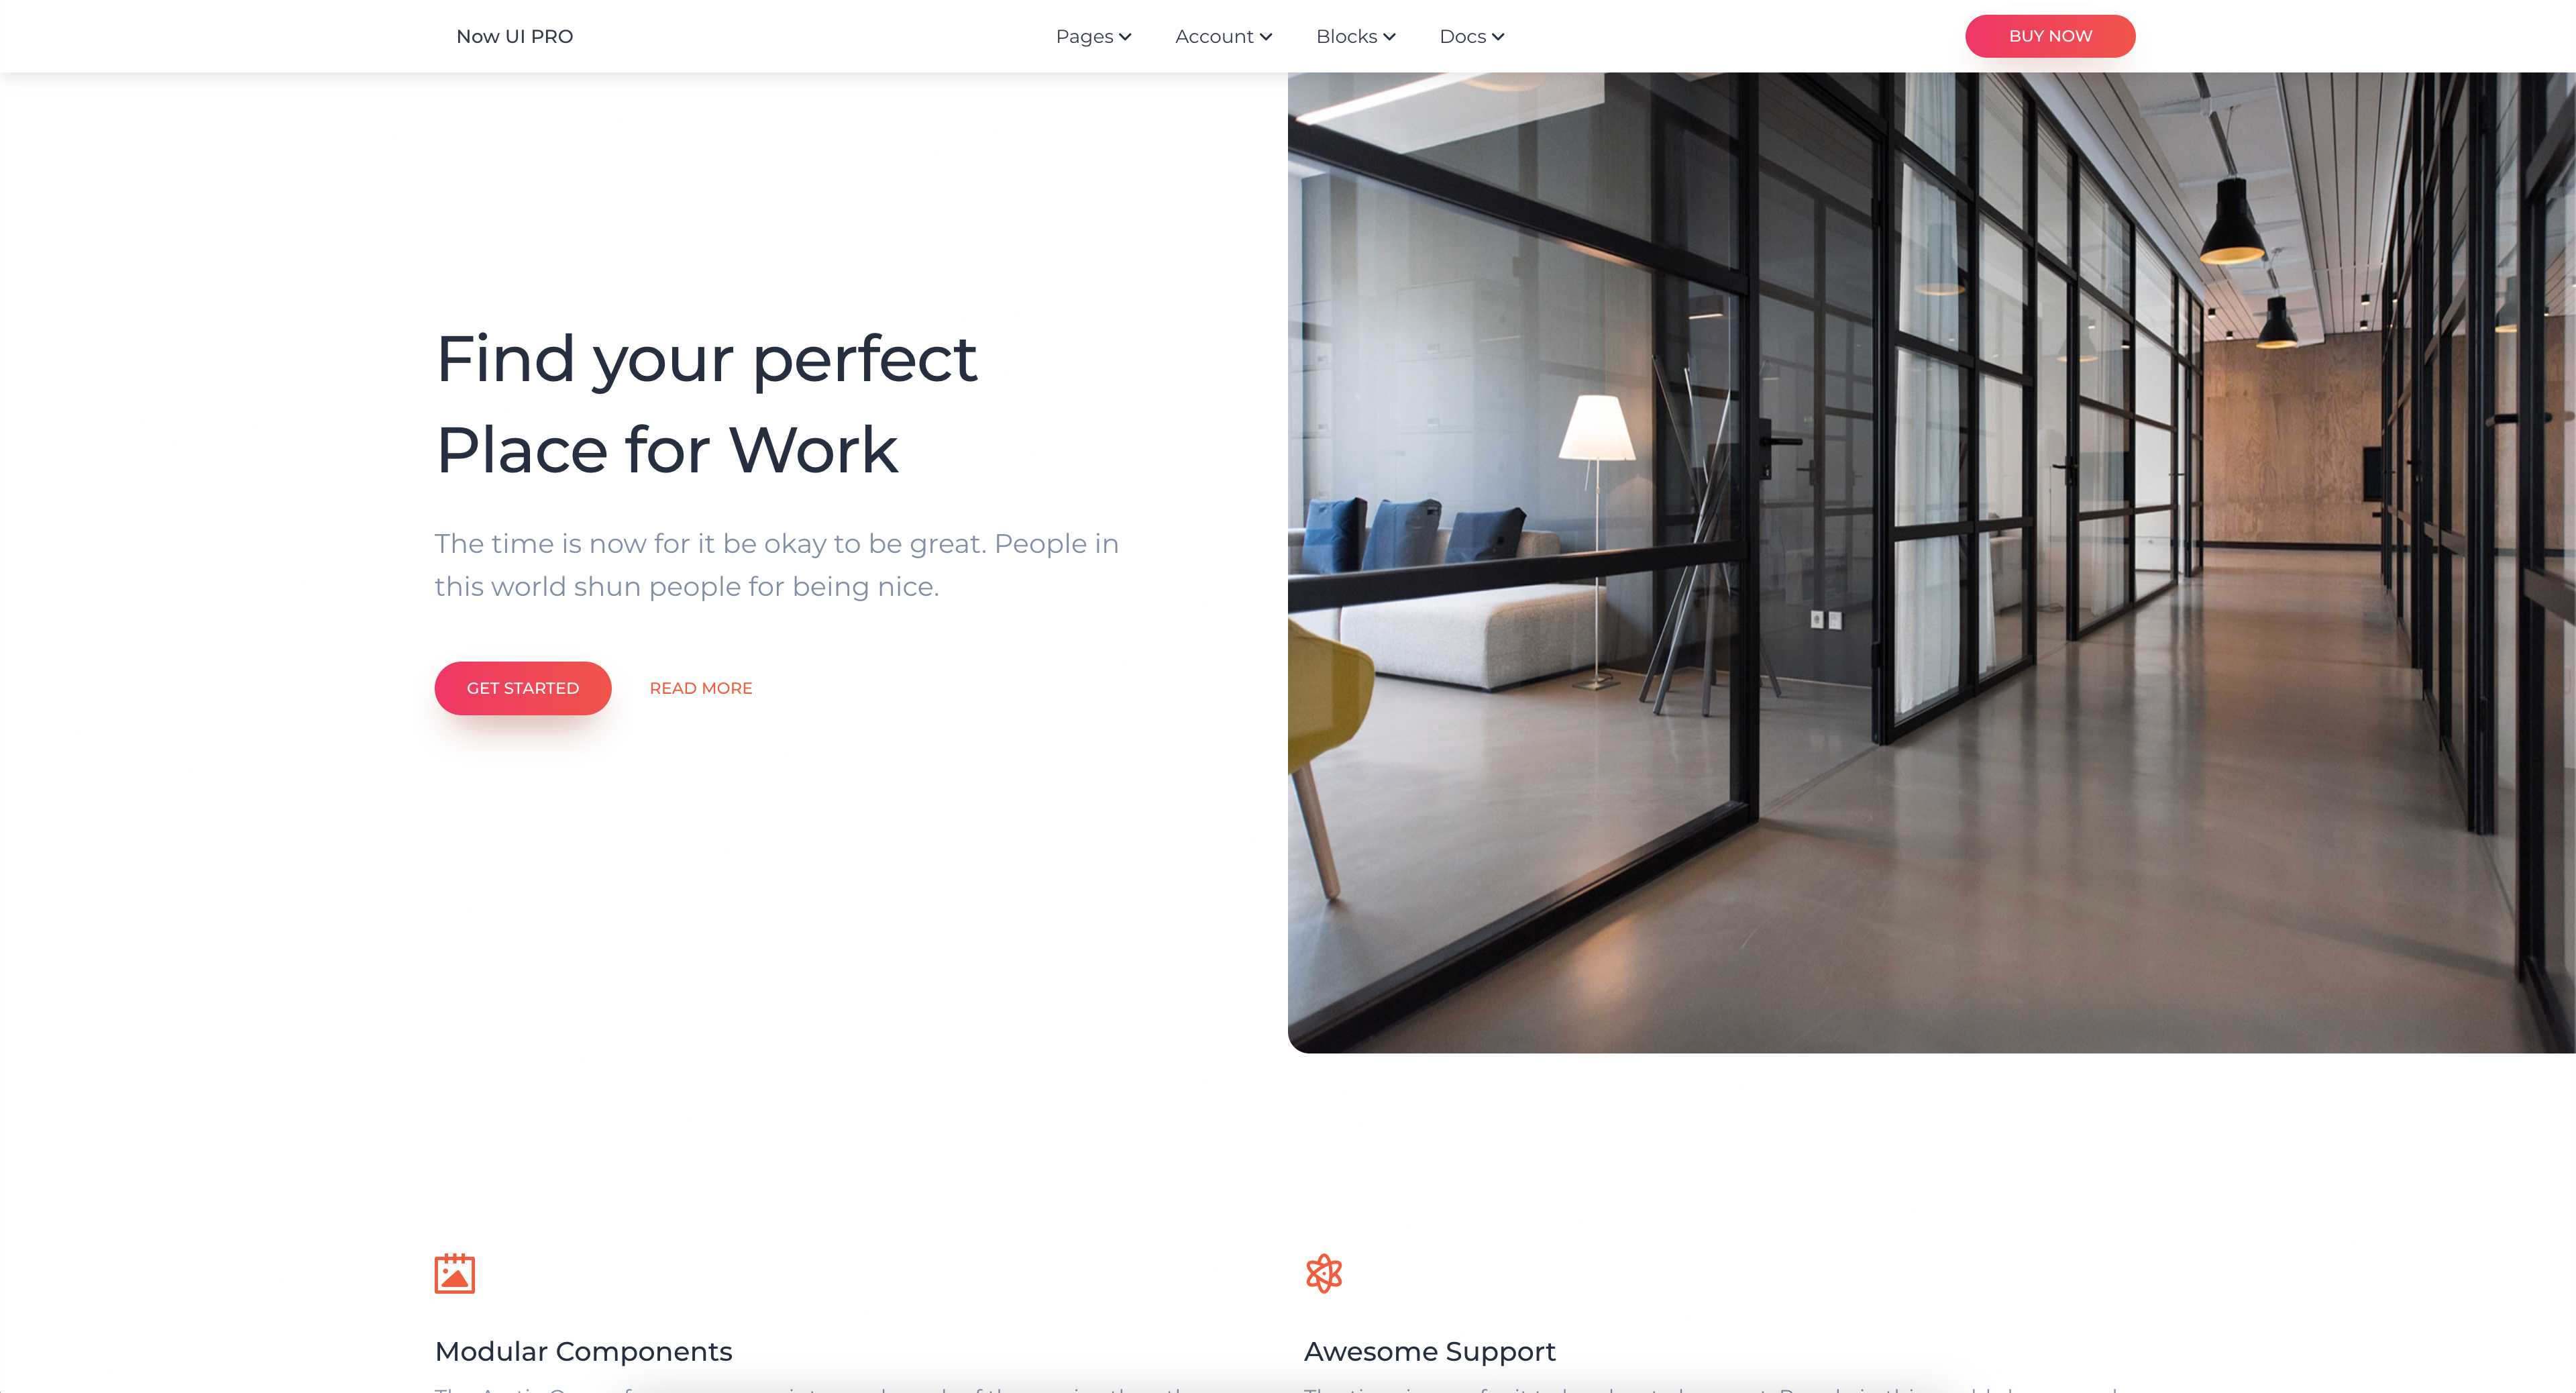 Now UI PRO
Pages
Account
Blocks
Docs
BUY NOW
Find your perfect
Place for Work
The time is now for it be okay to be great. People in
this world shun people for being nice.
GET STARTED
READ MORE
Modular Components
Awesome Support